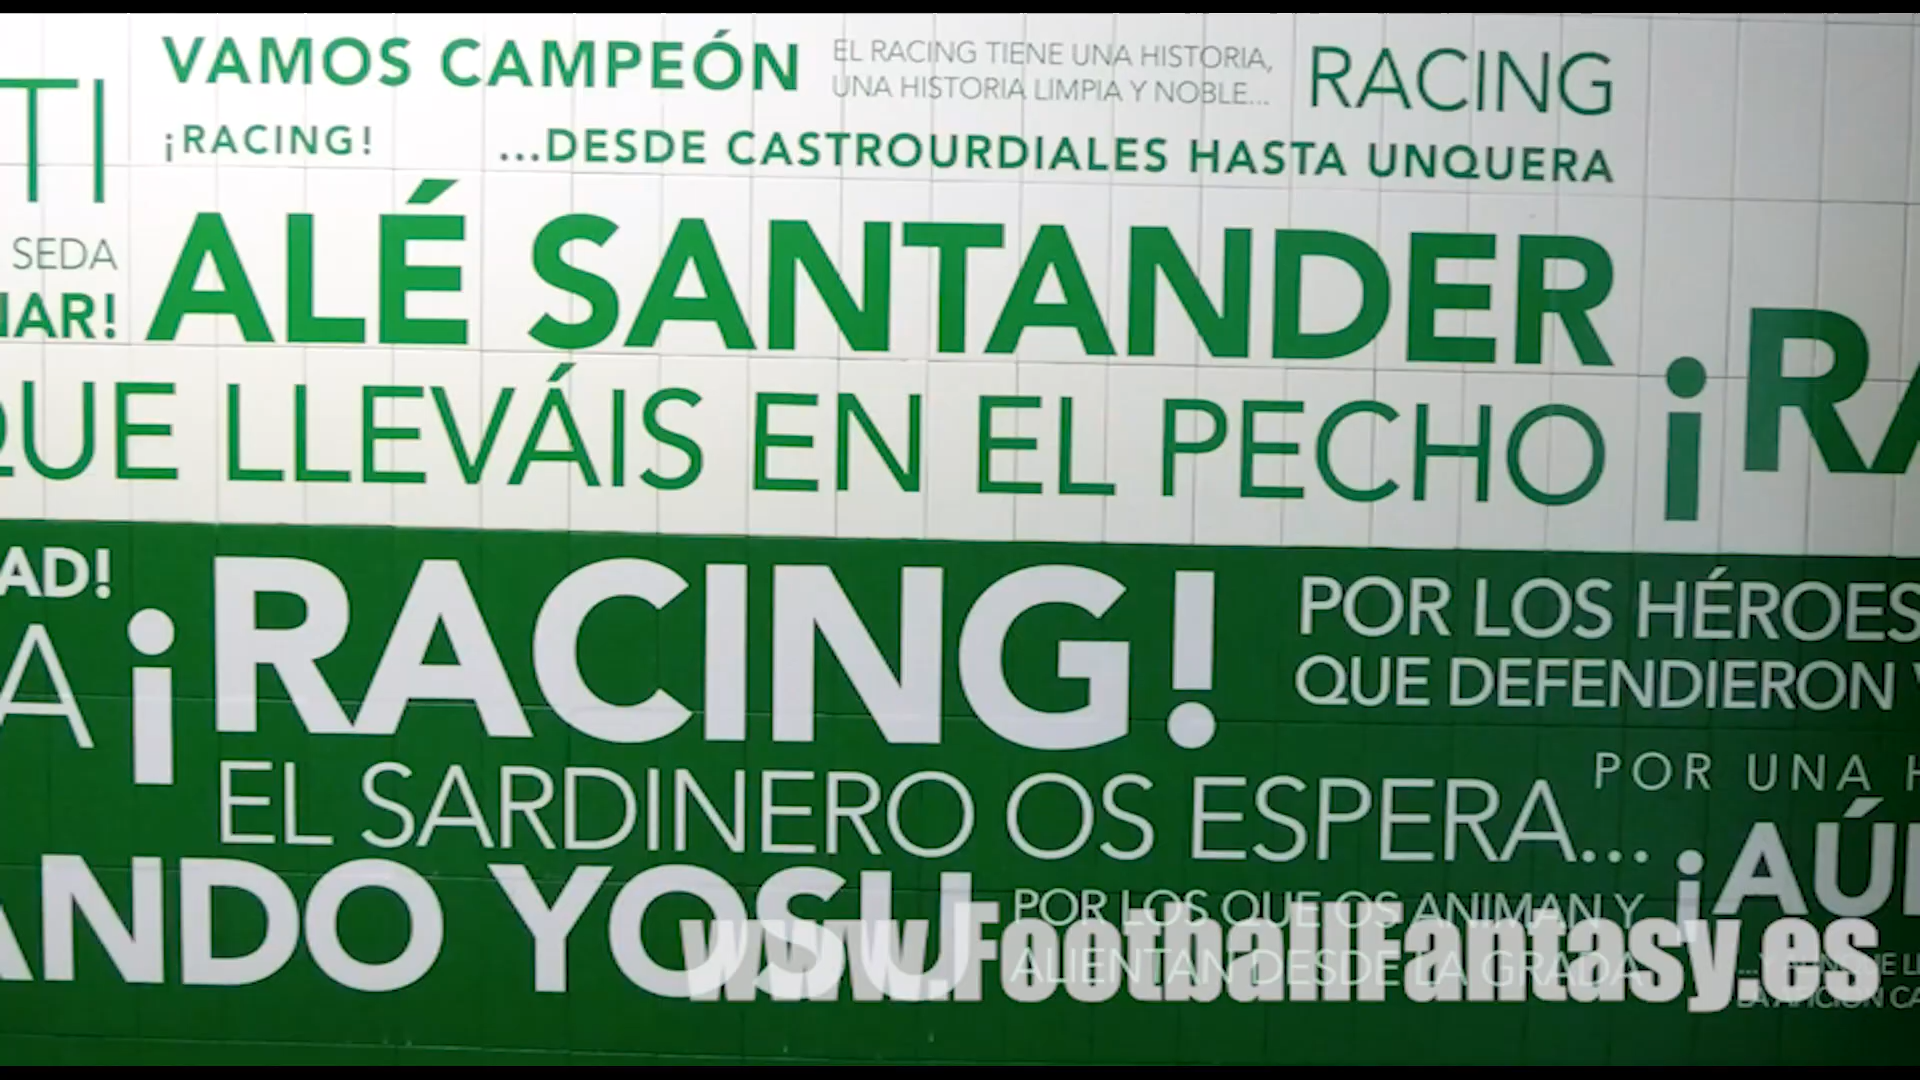 VAMOS CAMPEÓN
EL RACING TIENE UNA HISTORIA,
UNA HISTORIA LIMPIA Y NOBLE...
RACING
TI
¡RACING!
...DESDE CASTROURDIALES HASTA UNQUERA
SEDA
ALÉ SANTANDER
NAR!
QUE LLEVÁIS EN EL PECHO
¡RA
AD!
A
¡RACING!
POR LOS HÉROES
QUE DEFENDIERON
EL SARDINERO OS ESPERA...
POR UNA H
¡AÚ
ANDO YOSU
POR LOS QUE OS ANIMAN Y
ALIENTAN DESDE LA GRADA
www.FootballFantasy.es